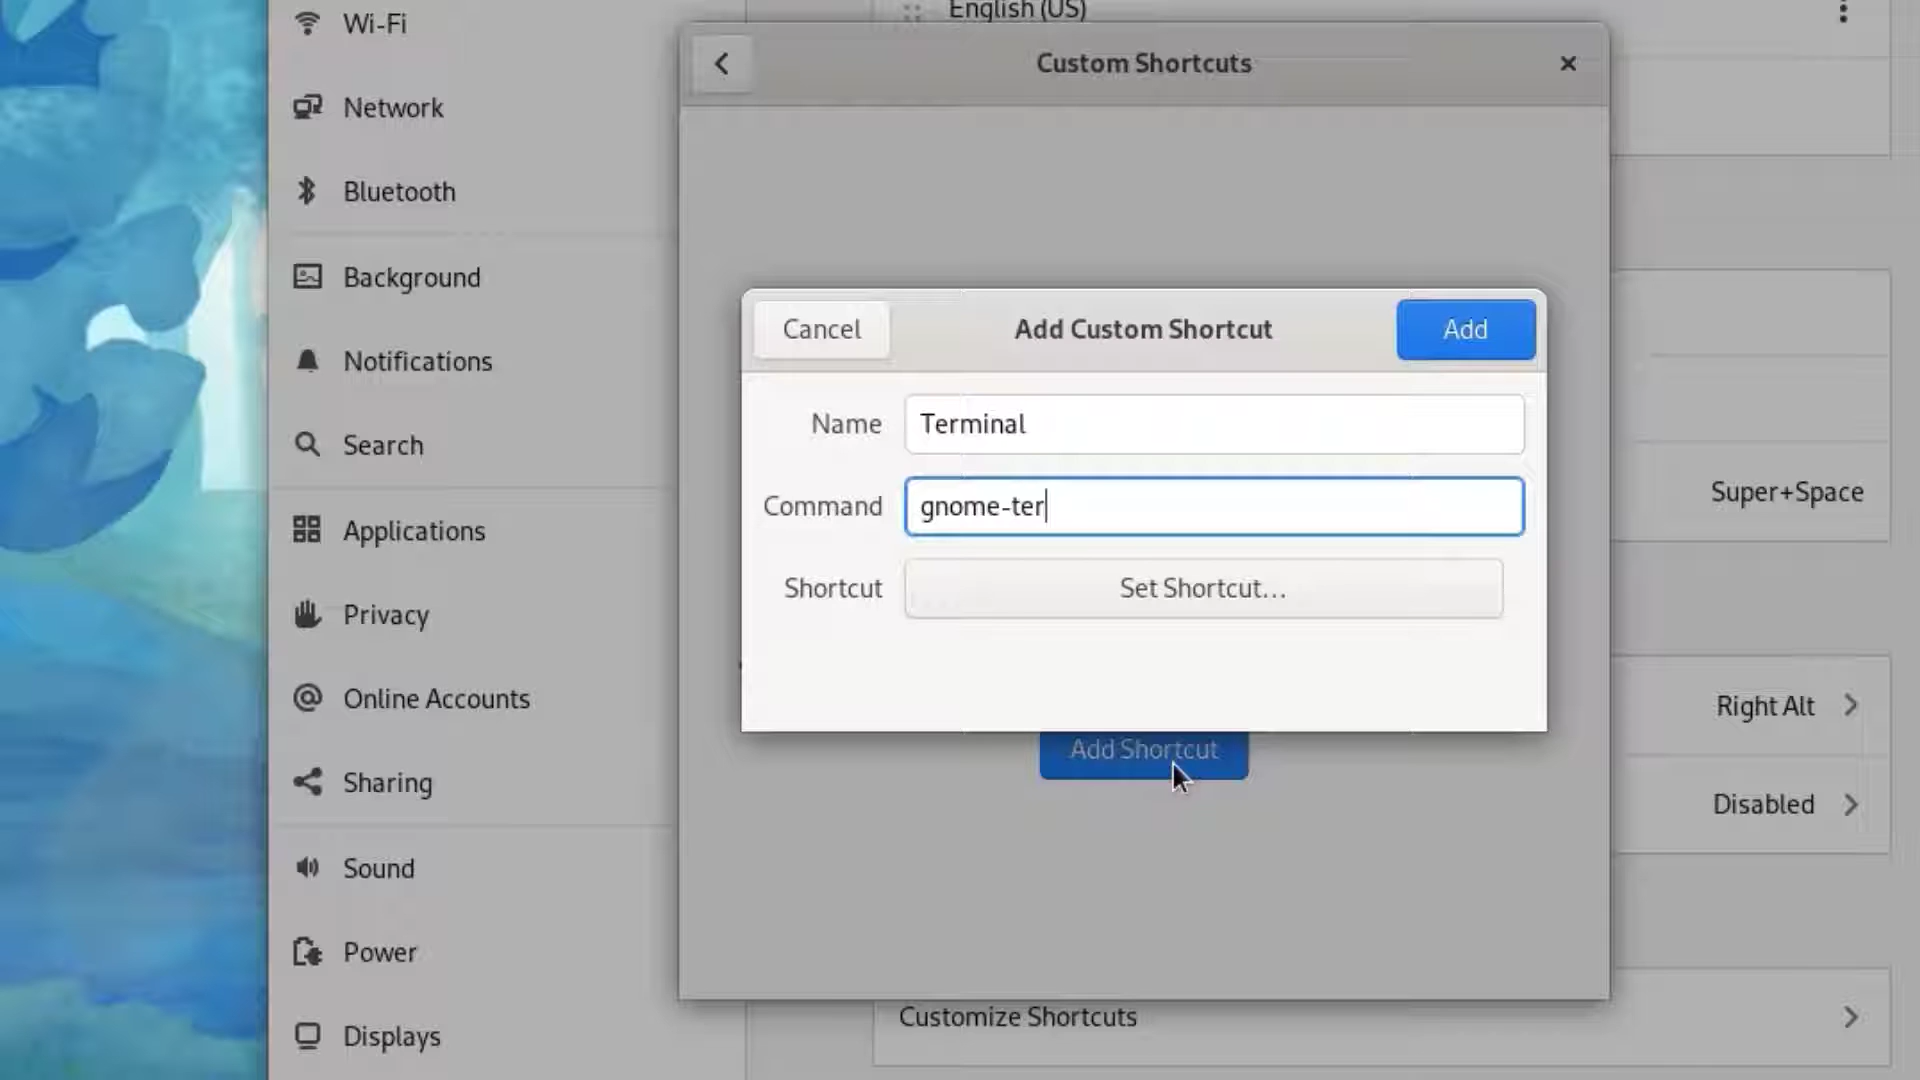 Wi-Fi
Network
Bluetooth
Background
Notifications
Search
Applications
Privacy
Online Accounts
Sharing
Sound
Power
Displays
English (US)
Custom Shortcuts
Cancel
Add Custom Shortcut
Add
Name
Terminal
Command
gnome-ter
Shortcut
Set Shortcut...
Add Shortcut
Super+Space
Right Alt
Disabled
Customize Shortcuts